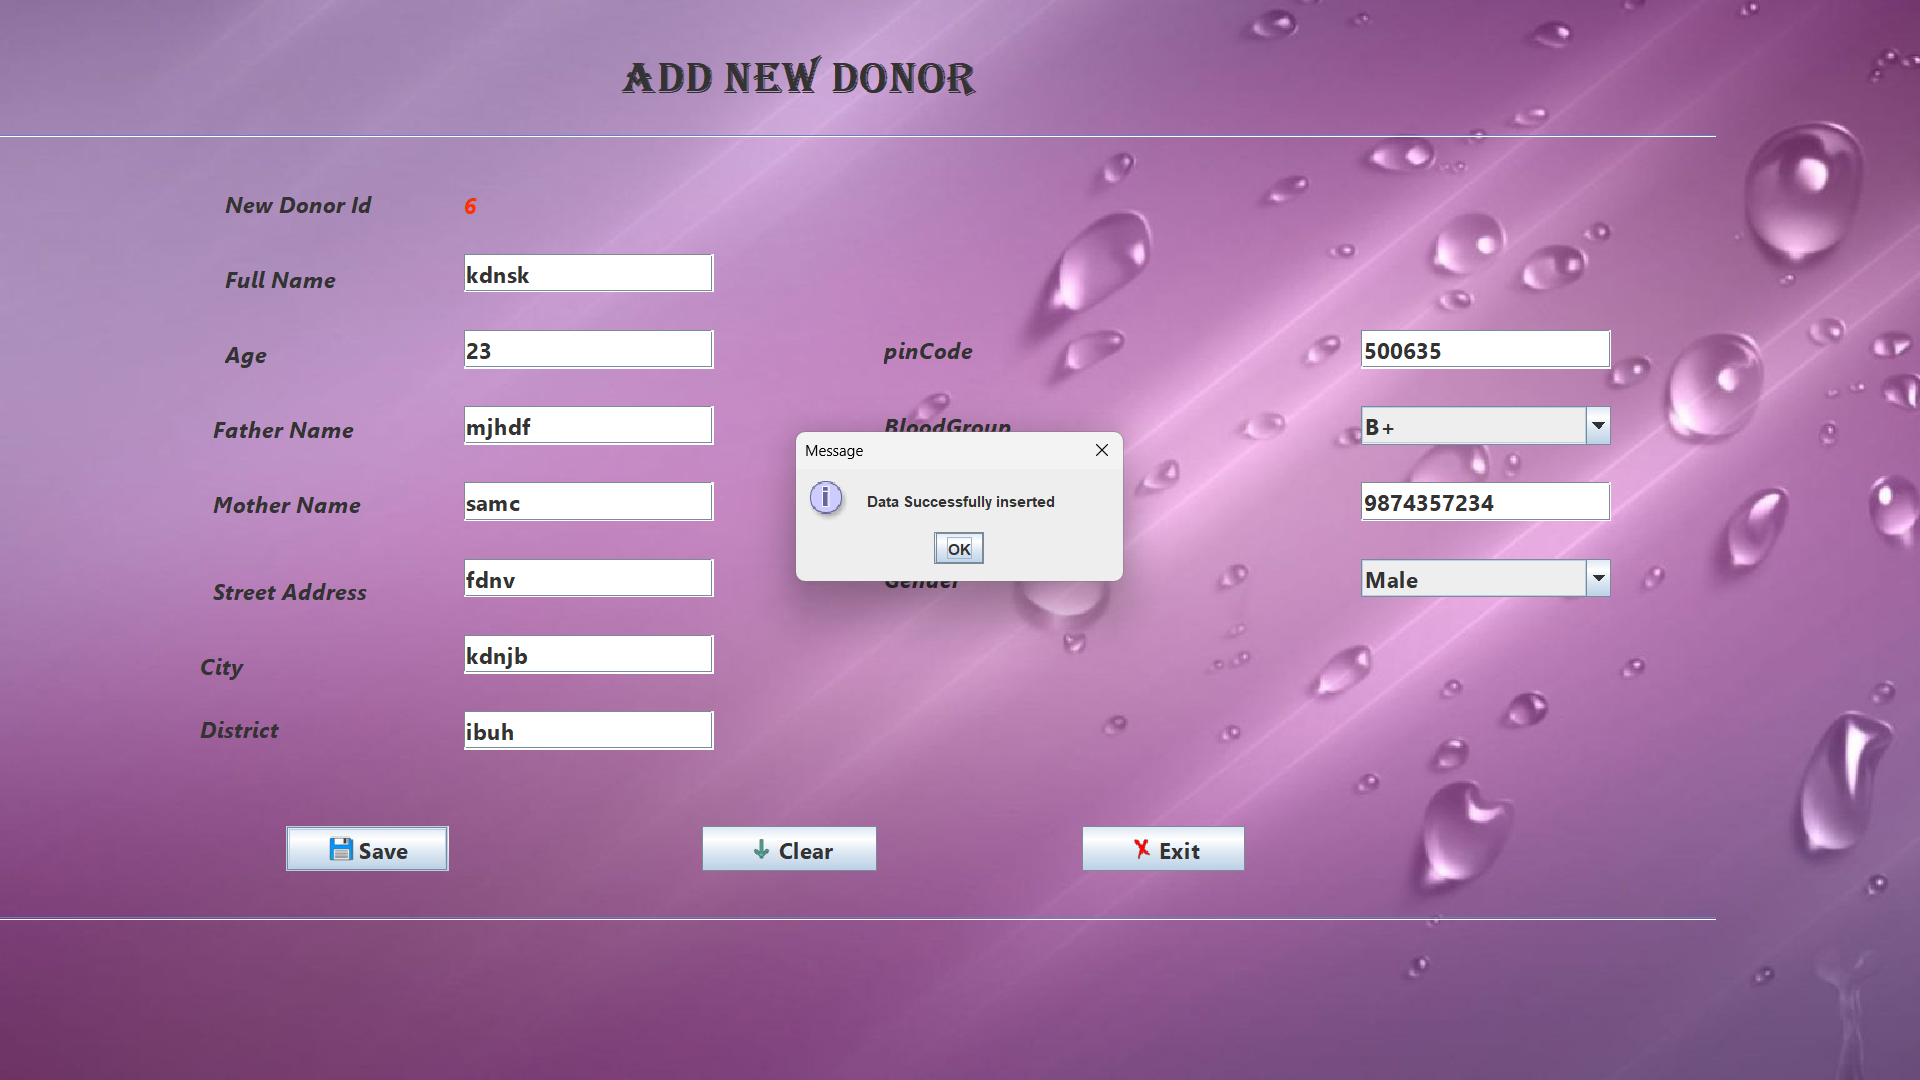 ADD NEW DONOR
New Donor Id 6
Full Name kdnsk
Age 23 pinCode 500635
Father Name mjhdf BloodGroup B+
Mother Name samc 9874357234
Street Address fdnv Gender Male
City kdnjb
District ibuh
Message
Data Successfully inserted
OK
Save Clear Exit